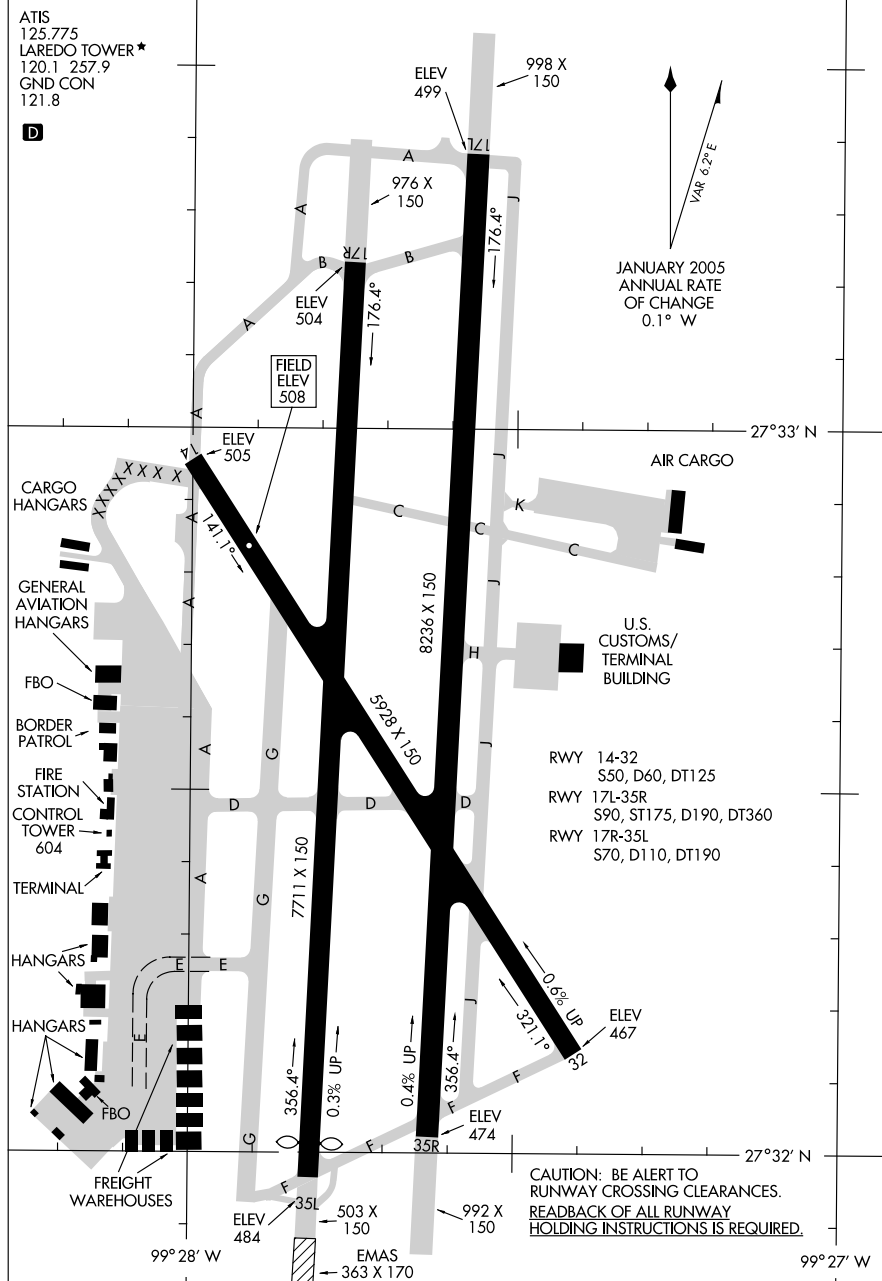 ATIS
125.775
LAREDO TOWER★
120.1 257.9
GND CON
121.8
D
ELEV
499
998 X
150
17L
A
A
976 X
150
J
VAR 6.2° E
JANUARY 2005
ANNUAL RATE
OF CHANGE
0.1° W
17R
B
B
176.4°
ELEV
504
176.4°
A
FIELD
ELEV
508
A
27°33' N
14
ELEV
505
X X X X X X X X
J
AIR CARGO
CARGO
HANGARS
A
141.1°
C
C
C
K
J
GENERAL
AVIATION
HANGARS
A
8236 X 150
U.S.
CUSTOMS/
TERMINAL
BUILDING
H
FBO
BORDER
PATROL
5928 X 150
A
G
J
FIRE
STATION
RWY 14-32
S50, D60, DT125
RWY 17L-35R
S90, ST175, D190, DT360
RWY 17R-35L
S70, D110, DT190
D
D
D
CONTROL
TOWER
604
TERMINAL
A
G
7711 X 150
HANGARS
E
E
E
J
0.6% UP
321.1°
ELEV
467
32
HANGARS
356.4°
0.3% UP
0.4% UP
356.4°
F
F
FBO
ELEV
474
35R
G
F
27°32' N
FREIGHT
WAREHOUSES
F
35L
ELEV
484
503 X
150
992 X
150
CAUTION: BE ALERT TO
RUNWAY CROSSING CLEARANCES.
READBACK OF ALL RUNWAY
HOLDING INSTRUCTIONS IS REQUIRED.
99°28' W
EMAS
363 X 170
99°27' W